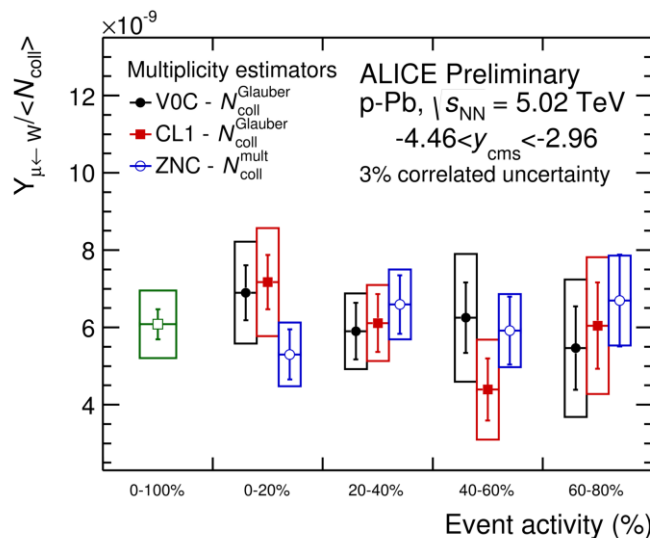 ×10⁻⁹
Y_μ←W/<N_coll>
12
10
8
6
4
Multiplicity estimators
V0C - N_coll^Glauber
CL1 - N_coll^Glauber
ZNC - N_coll^mult
ALICE Preliminary
p-Pb, √s_NN = 5.02 TeV
-4.46<y_cms<-2.96
3% correlated uncertainty
0-100%
0-20%
20-40%
40-60%
60-80%
Event activity (%)